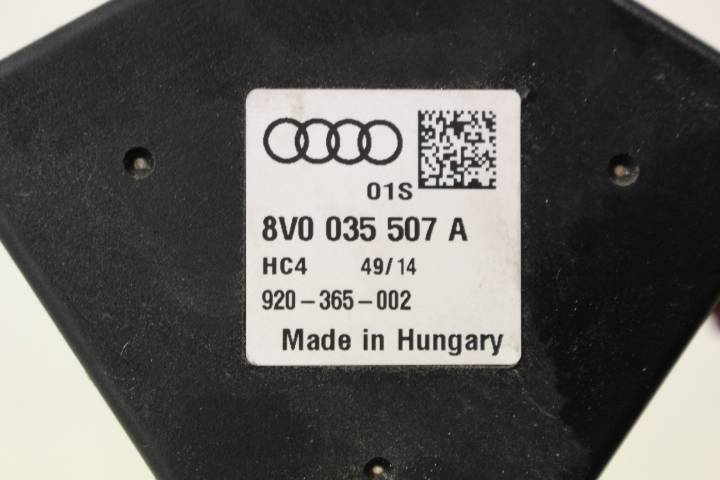 01S
8V0 035 507 A
HC4 49/14
920-365-002
Made in Hungary